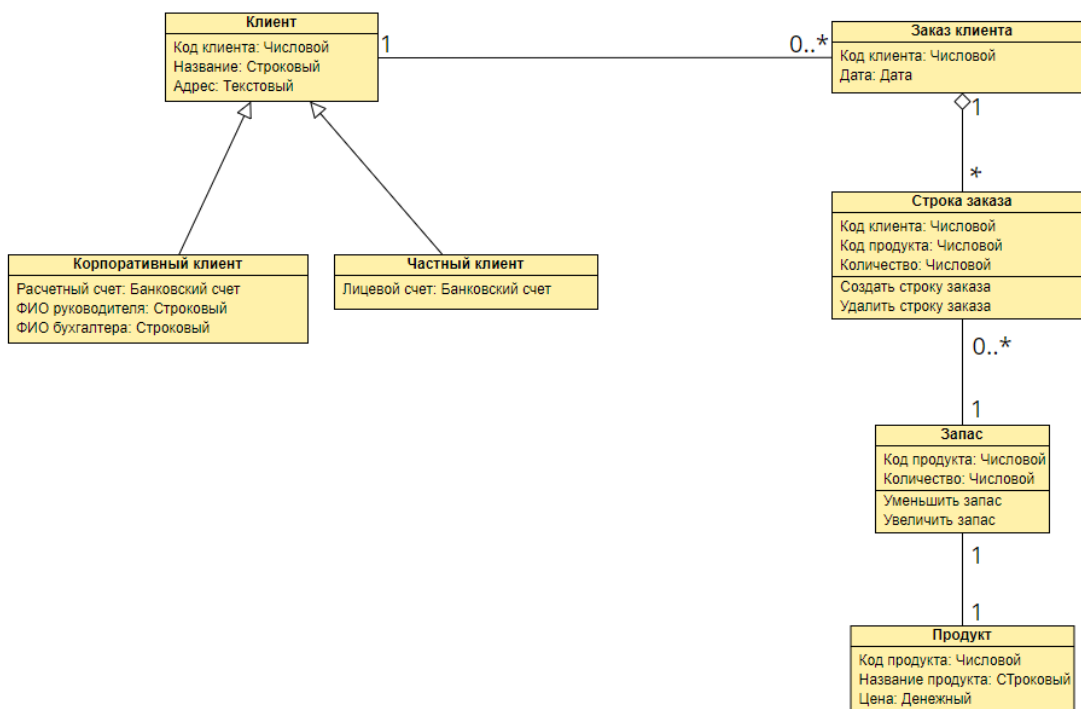 Клиент
Код клиента: Числовой
Название: Строковый
Адрес: Текстовый
1
0..*
Заказ клиента
Код клиента: Числовой
Дата: Дата
1
*
Строка заказа
Код клиента: Числовой
Код продукта: Числовой
Количество: Числовой
Создать строку заказа
Удалить строку заказа
Корпоративный клиент
Расчетный счет: Банковский счет
ФИО руководителя: Строковый
ФИО бухгалтера: Строковый
Частный клиент
Лицевой счет: Банковский счет
0..*
1
Запас
Код продукта: Числовой
Количество: Числовой
Уменьшить запас
Увеличить запас
1
1
Продукт
Код продукта: Числовой
Название продукта: СТроковый
Цена: Денежный